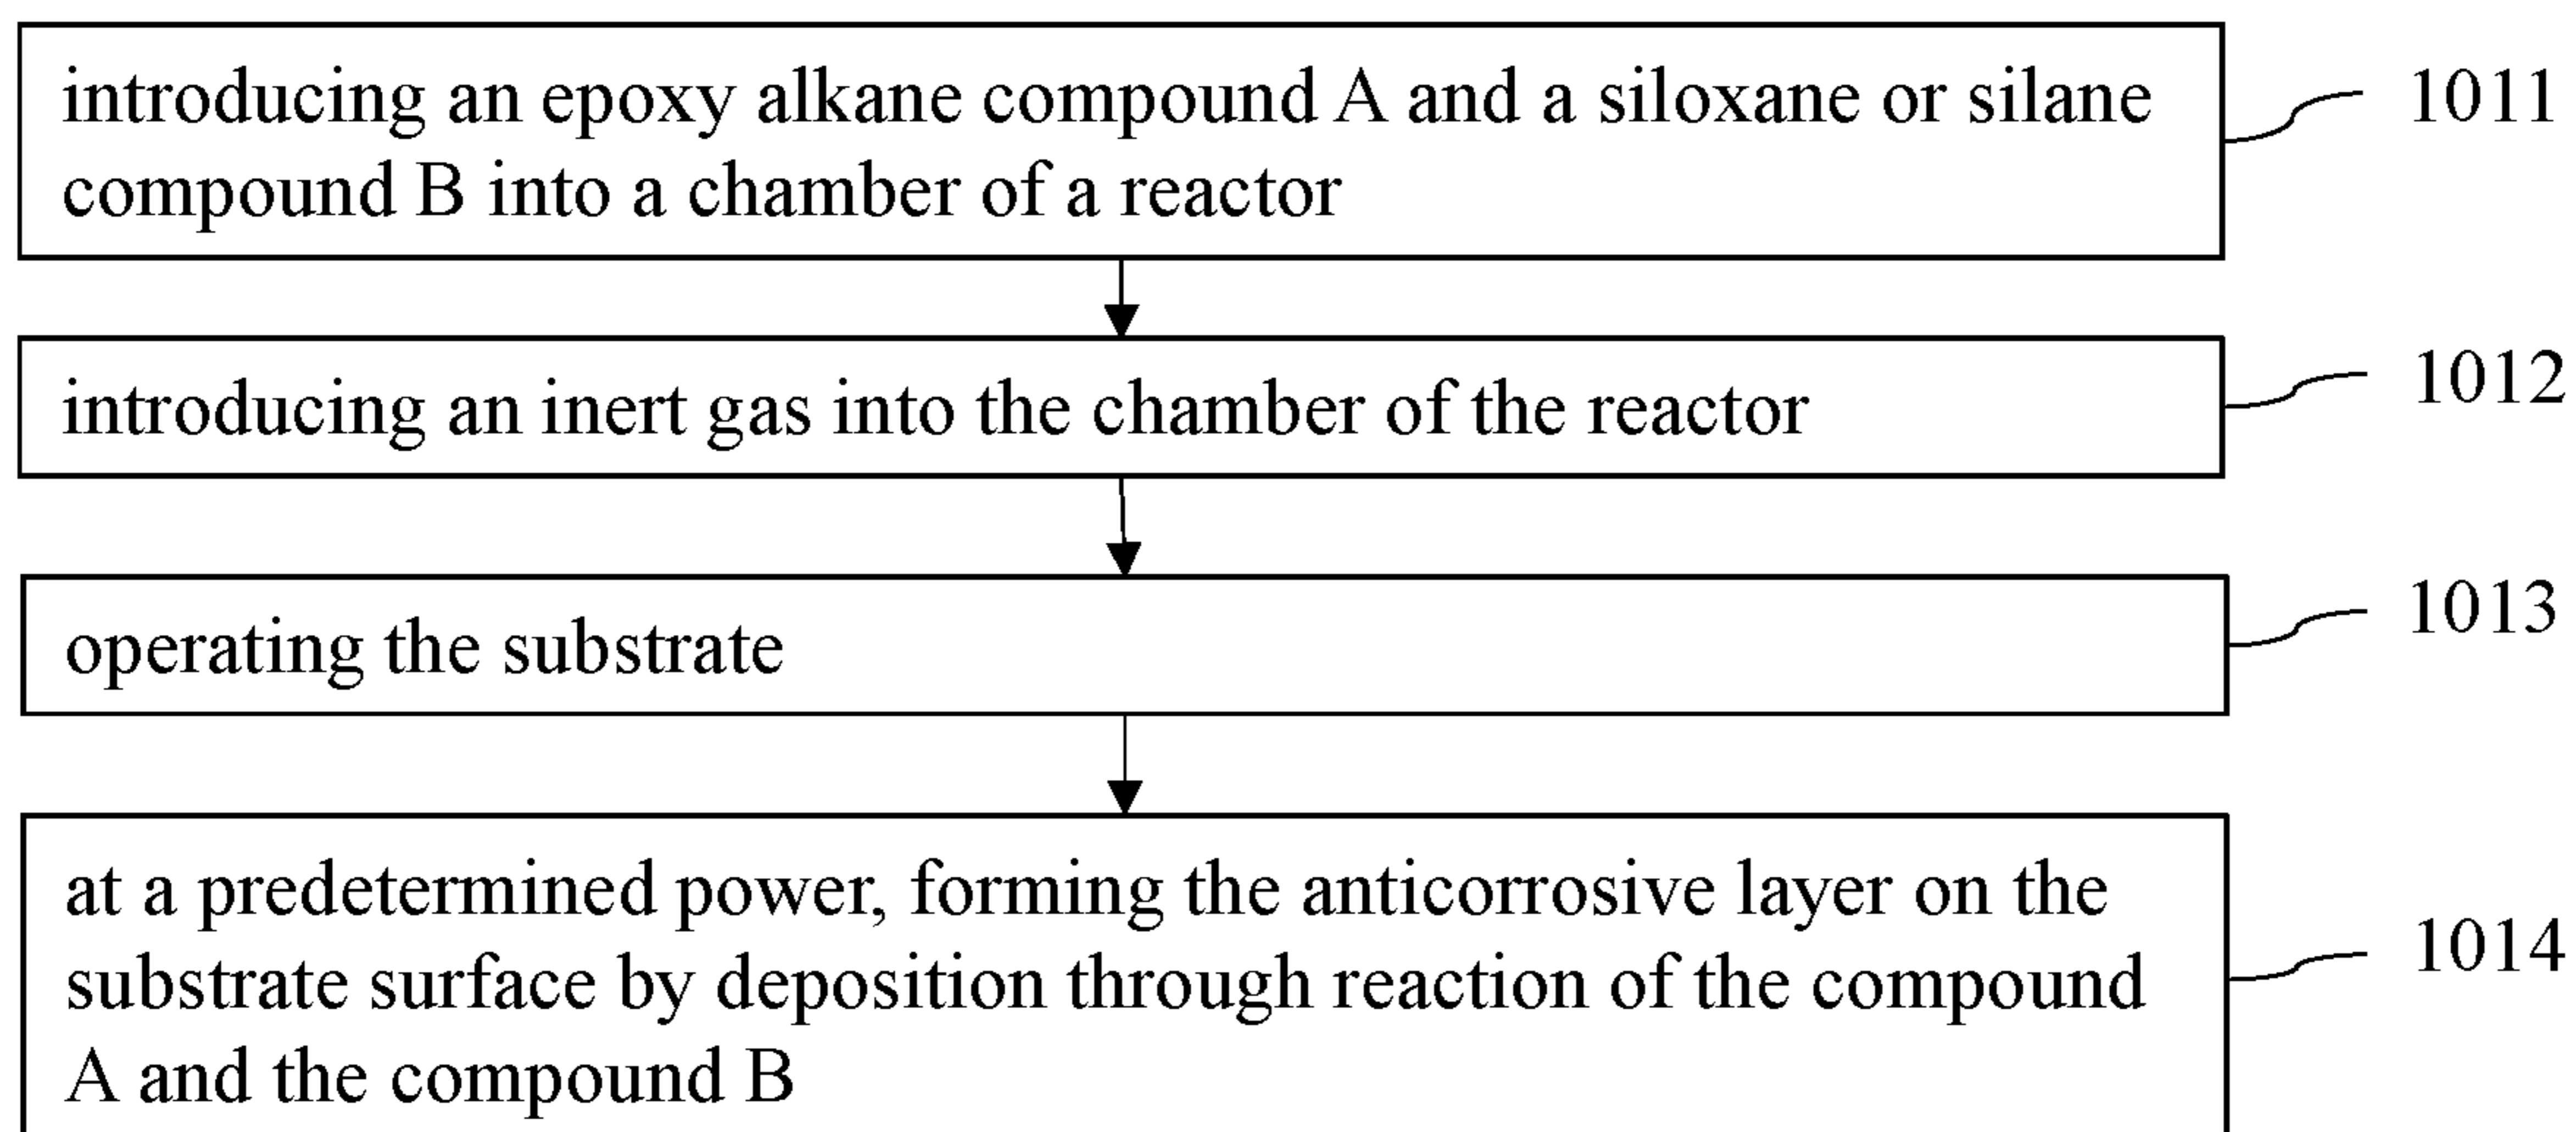 introducing an epoxy alkane compound A and a siloxane or silane
compound B into a chamber of a reactor
1011
introducing an inert gas into the chamber of the reactor
1012
operating the substrate
1013
at a predetermined power, forming the anticorrosive layer on the
substrate surface by deposition through reaction of the compound
A and the compound B
1014